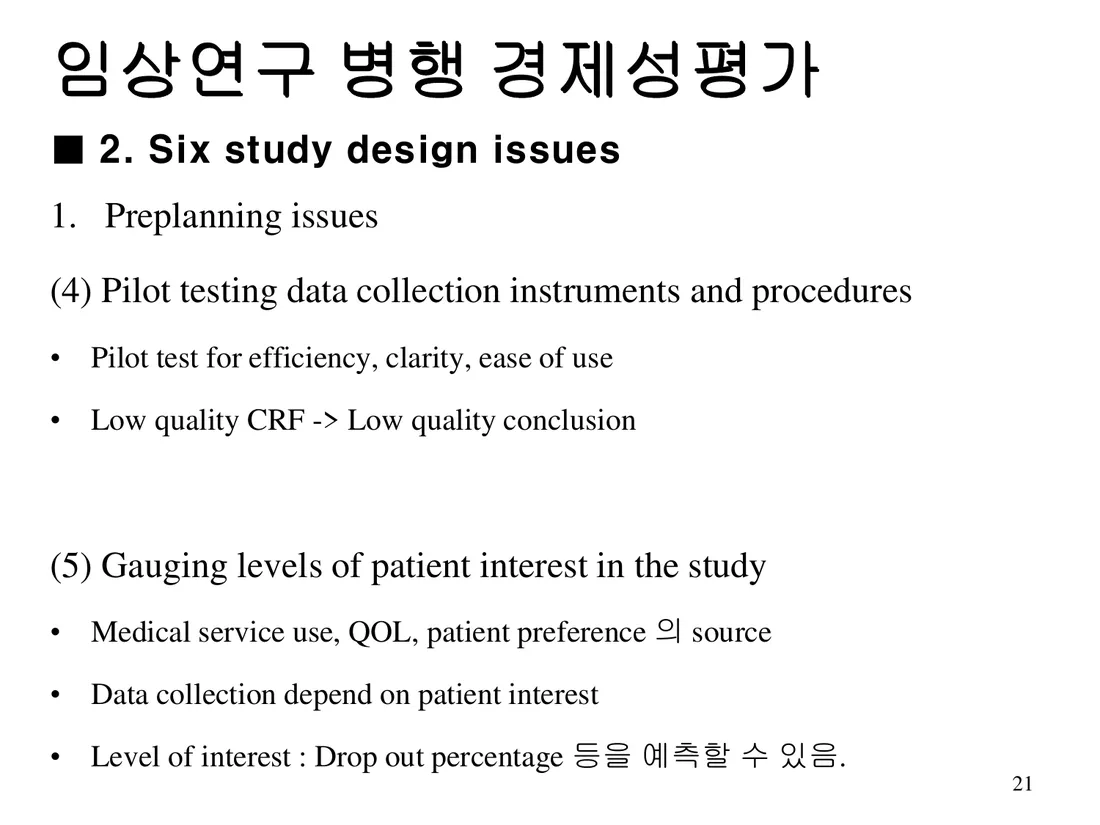 임상연구 병행 경제성평가
■ 2. Six study design issues
1. Preplanning issues
(4) Pilot testing data collection instruments and procedures
• Pilot test for efficiency, clarity, ease of use
• Low quality CRF -> Low quality conclusion
(5) Gauging levels of patient interest in the study
• Medical service use, QOL, patient preference 의 source
• Data collection depend on patient interest
• Level of interest : Drop out percentage 등을 예측할 수 있음.
21